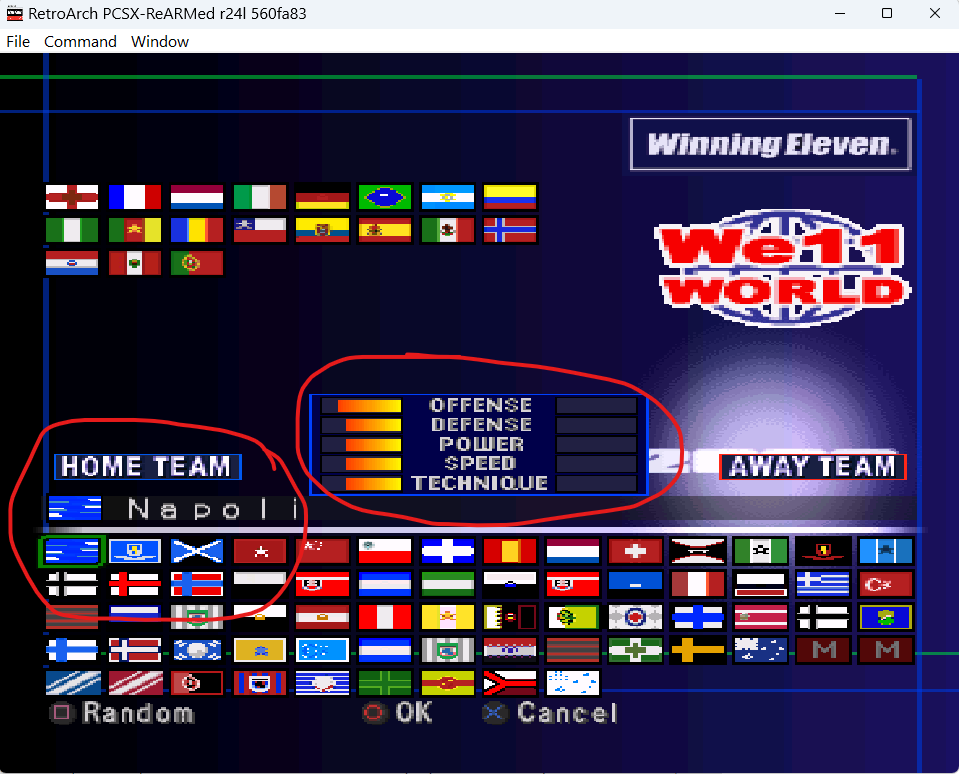 RetroArch PCSX-ReARMed r24l 560fa83
File Command Window
Winning Eleven.
We11
WORLD
OFFENSE
DEFENSE
POWER
SPEED
TECHNIQUE
HOME TEAM
AWAY TEAM
Napoli
M M
Random OK Cancel